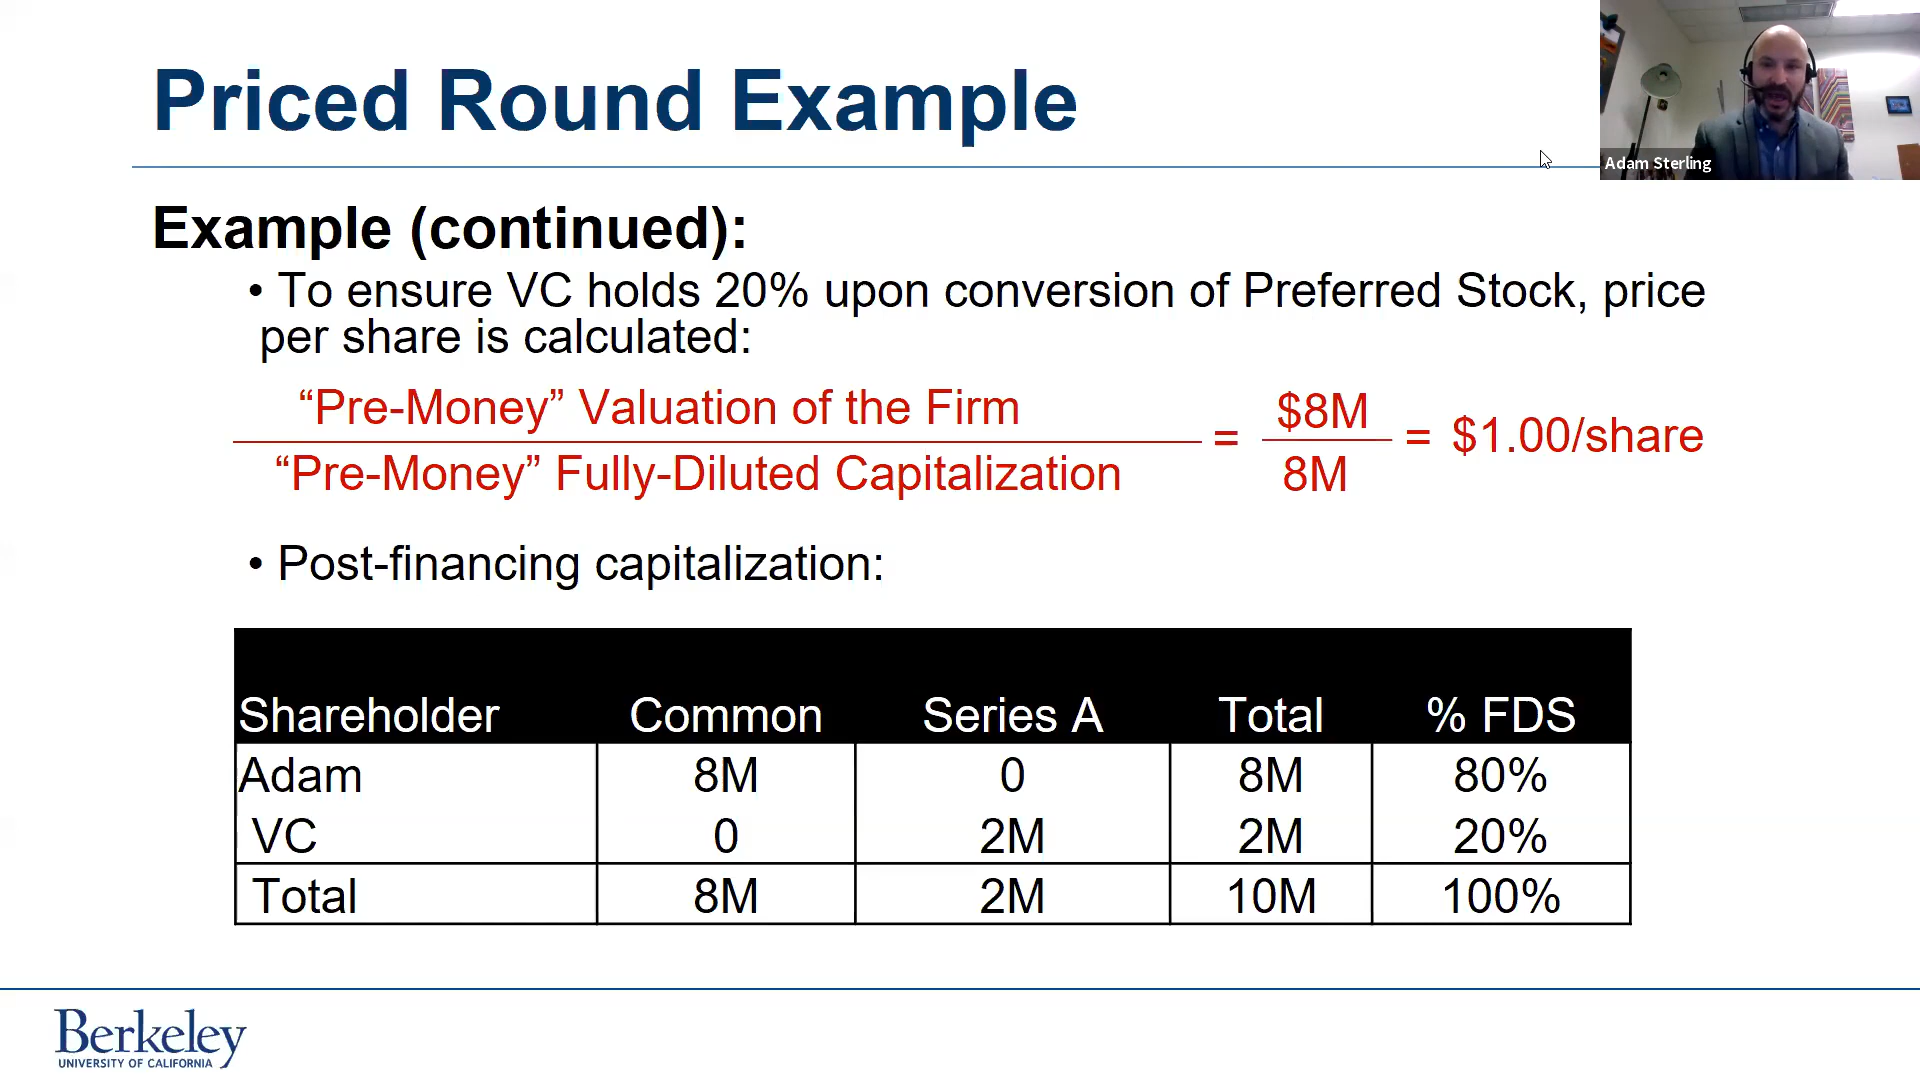 Priced Round Example
Adam Sterling
Example (continued):
• To ensure VC holds 20% upon conversion of Preferred Stock, price
per share is calculated:
“Pre-Money” Valuation of the Firm
“Pre-Money” Fully-Diluted Capitalization
=
$8M
8M
= $1.00/share
• Post-financing capitalization:
Shareholder Common Series A Total % FDS
Adam 8M 0 8M 80%
VC 0 2M 2M 20%
Total 8M 2M 10M 100%
Berkeley
UNIVERSITY OF CALIFORNIA